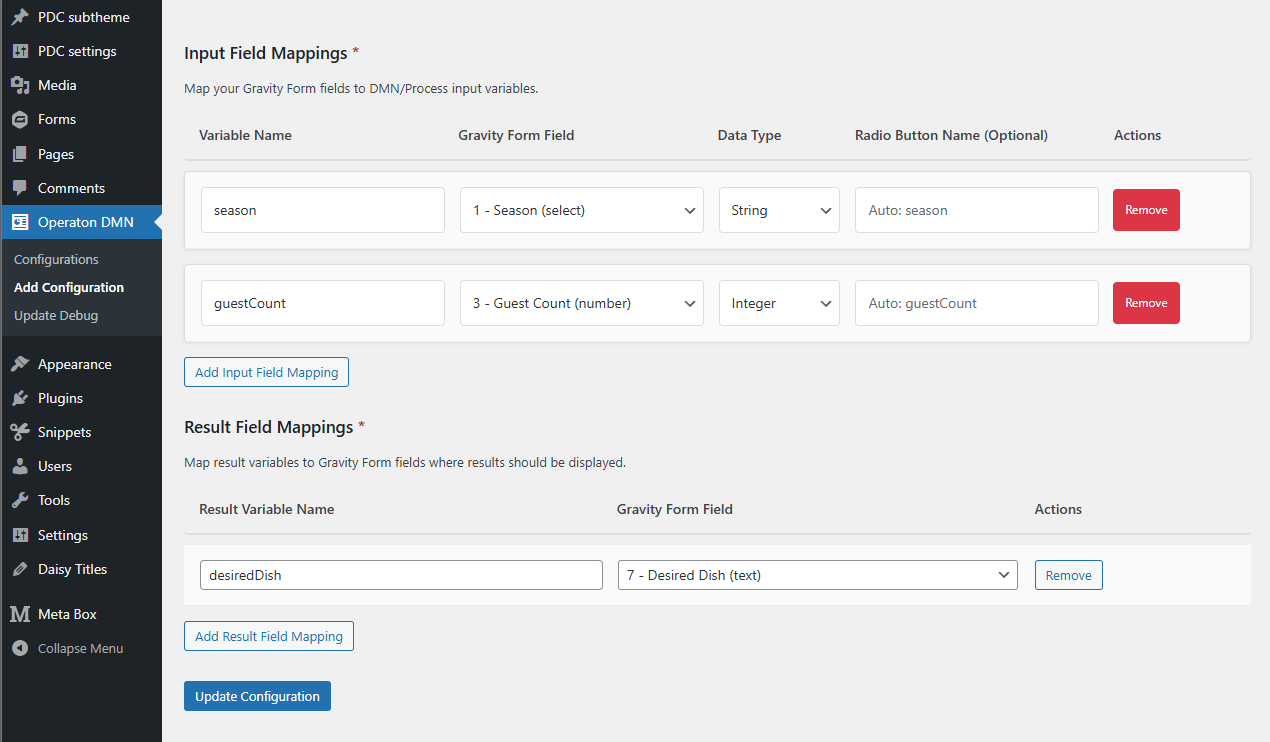 PDC subtheme
PDC settings
Media
Forms
Pages
Comments
Operaton DMN
Configurations
Add Configuration
Update Debug
Appearance
Plugins
Snippets
Users
Tools
Settings
Daisy Titles
Meta Box
Collapse Menu
Input Field Mappings *
Map your Gravity Form fields to DMN/Process input variables.
Variable Name Gravity Form Field Data Type Radio Button Name (Optional) Actions
season 1 - Season (select) String Auto: season Remove
guestCount 3 - Guest Count (number) Integer Auto: guestCount Remove
Add Input Field Mapping
Result Field Mappings *
Map result variables to Gravity Form fields where results should be displayed.
Result Variable Name Gravity Form Field Actions
desiredDish 7 - Desired Dish (text) Remove
Add Result Field Mapping
Update Configuration